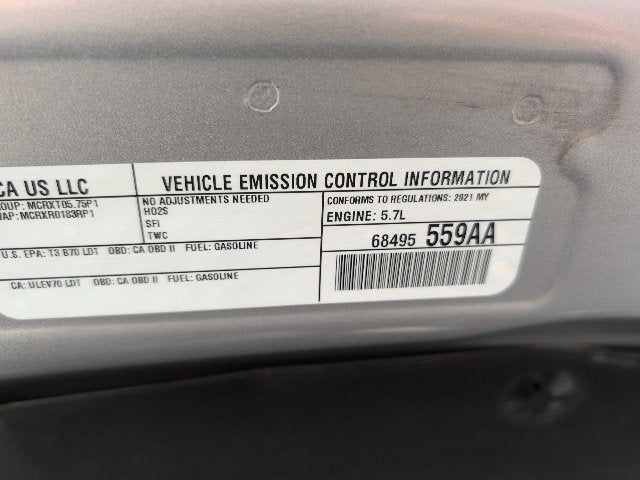 CA US LLC
VEHICLE EMISSION CONTROL INFORMATION
OUP: MCRXT05.75P1
VAP: MCRXR0183RP1
NO ADJUSTMENTS NEEDED
HO2S
SFI
TWC
CONFORMS TO REGULATIONS: 2021 MY
ENGINE: 5.7L
68495 559AA
U.S. EPA: T3 B70 LDT OBD: CA OBD II FUEL: GASOLINE
CA: ULEV70 LDT OBD: CA OBD II FUEL: GASOLINE